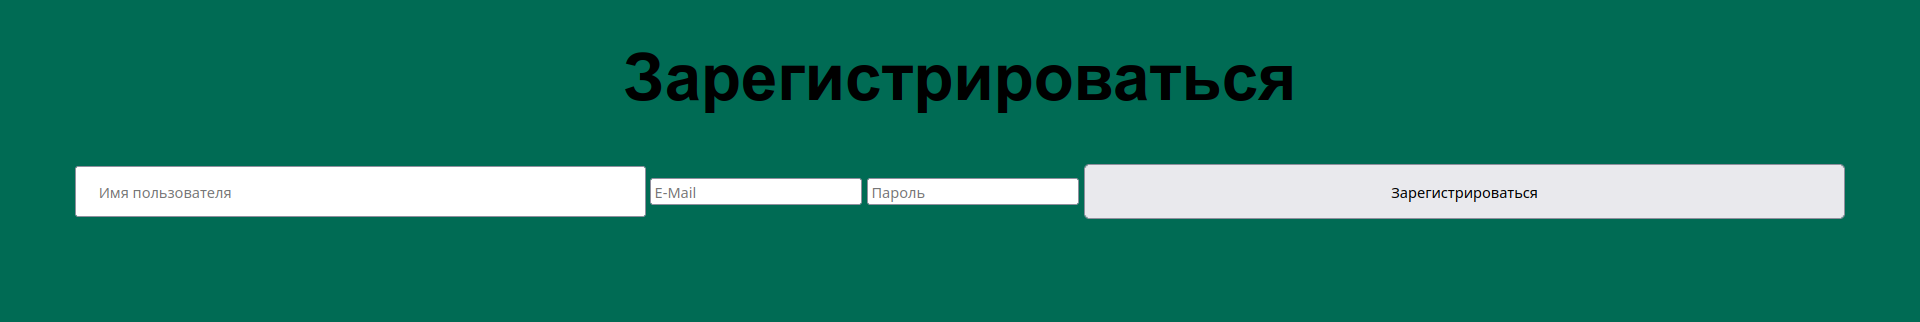 Зарегистрироваться
Имя пользователя E-Mail Пароль Зарегистрироваться